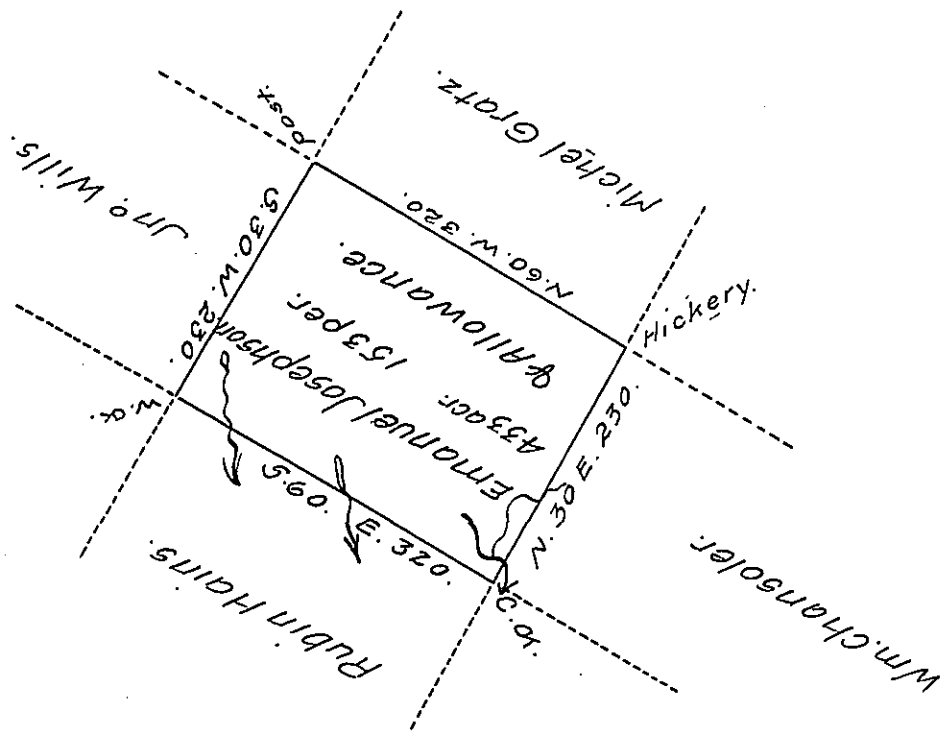 Michel Gratz.
Jno. Wills.
Post.
N.60.W.320.
Hickery.
S.30.W.230.
Emanuel Josephson
433 acr.
153 per.
& Allowance.
N.30 E.230.
W.
S.60. E.320.
C.
Rubin Hains.
Wm. Chansoler.